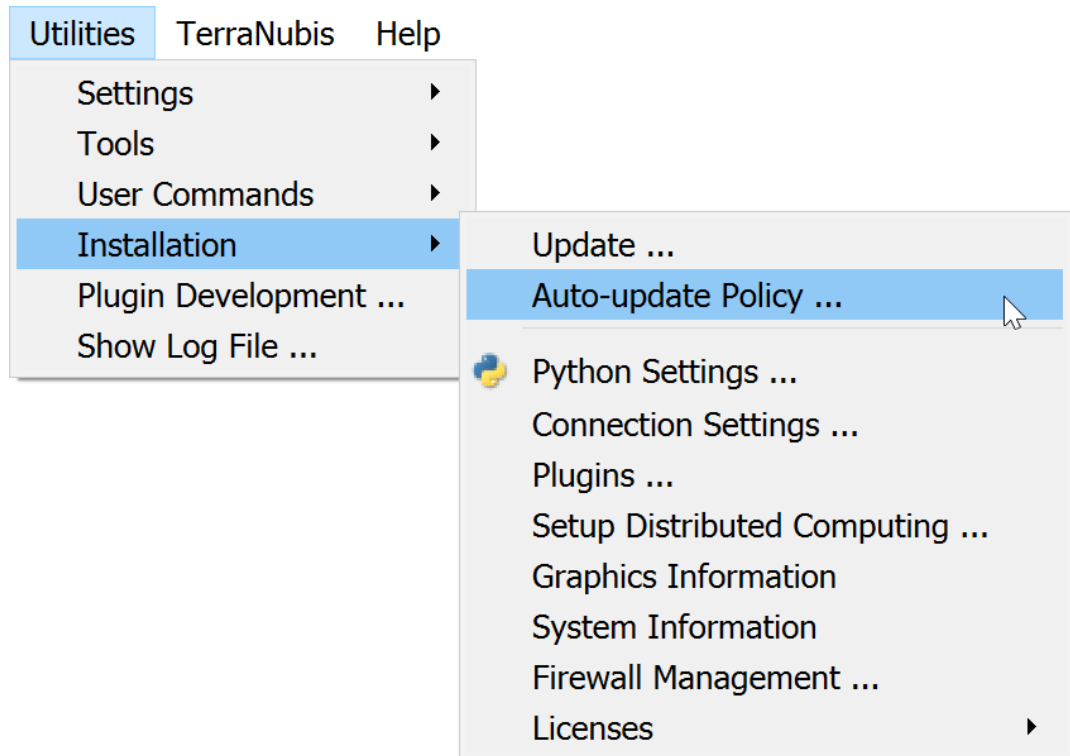 Utilities TerraNubis Help
Settings
Tools
User Commands
Installation
Plugin Development ...
Show Log File ...
Update ...
Auto-update Policy ...
Python Settings ...
Connection Settings ...
Plugins ...
Setup Distributed Computing ...
Graphics Information
System Information
Firewall Management ...
Licenses